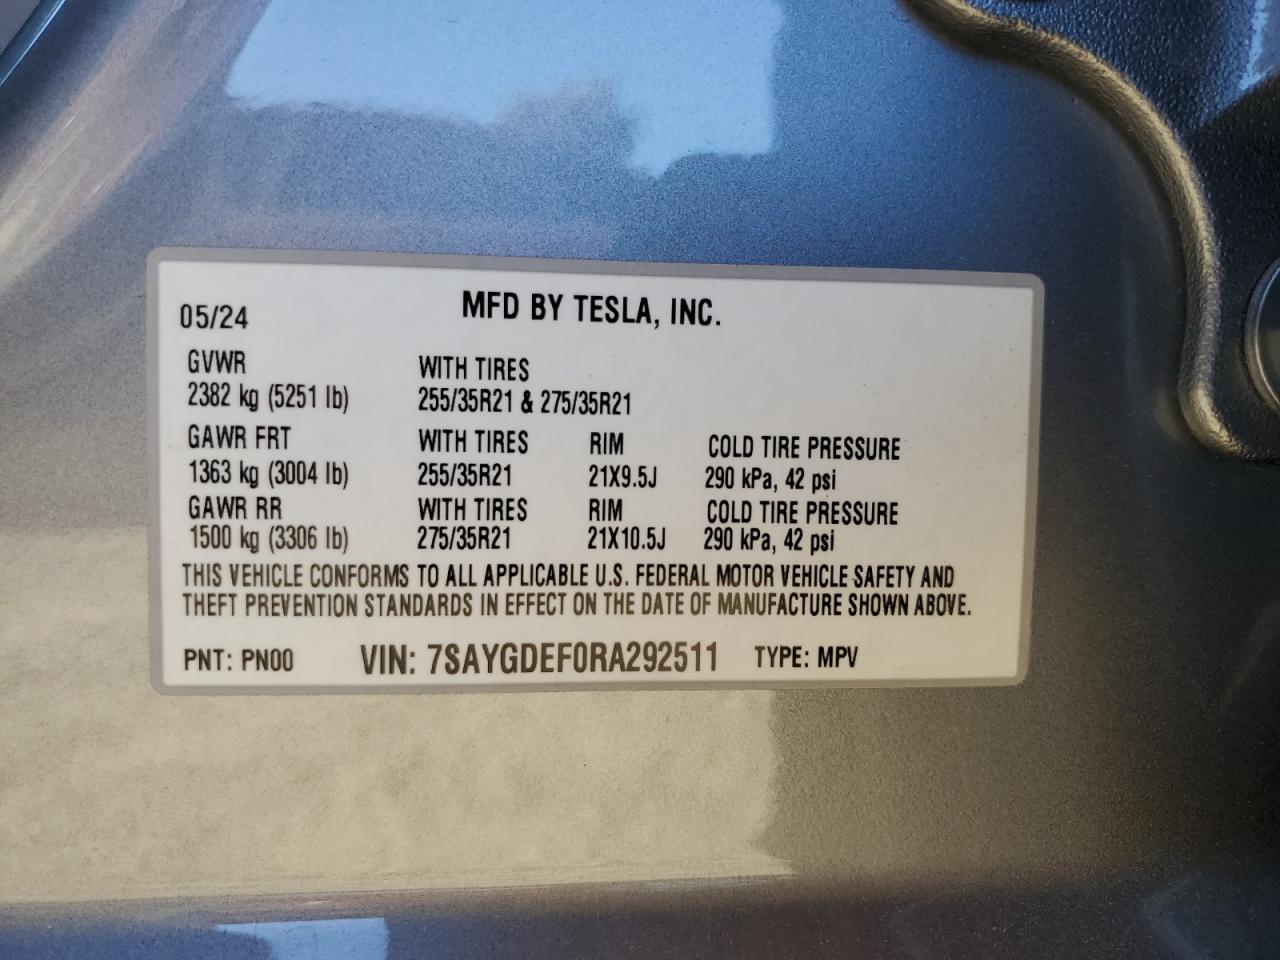 05/24 MFD BY TESLA, INC.
GVWR WITH TIRES
2382 kg (5251 lb) 255/35R21 & 275/35R21
GAWR FRT WITH TIRES RIM COLD TIRE PRESSURE
1363 kg (3004 lb) 255/35R21 21X9.5J 290 kPa, 42 psi
GAWR RR WITH TIRES RIM COLD TIRE PRESSURE
1500 kg (3306 lb) 275/35R21 21X10.5J 290 kPa, 42 psi
THIS VEHICLE CONFORMS TO ALL APPLICABLE U.S. FEDERAL MOTOR VEHICLE SAFETY AND
THEFT PREVENTION STANDARDS IN EFFECT ON THE DATE OF MANUFACTURE SHOWN ABOVE.
PNT: PN00 VIN: 7SAYGDEF0RA292511 TYPE: MPV